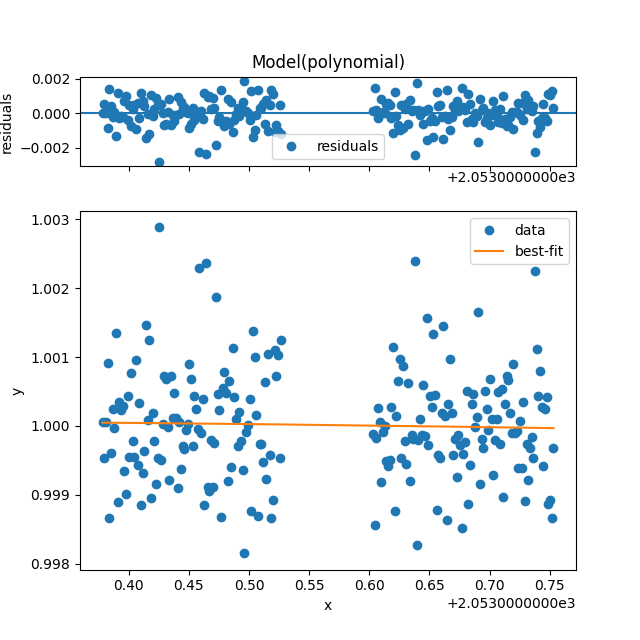 Model(polynomial)
0.002
0.000
−0.002
residuals
residuals
+2.0530000000e3
1.003
1.002
1.001
1.000
0.999
0.998
y
data
best-fit
0.40 0.45 0.50 0.55 0.60 0.65 0.70 0.75
x
+2.0530000000e3